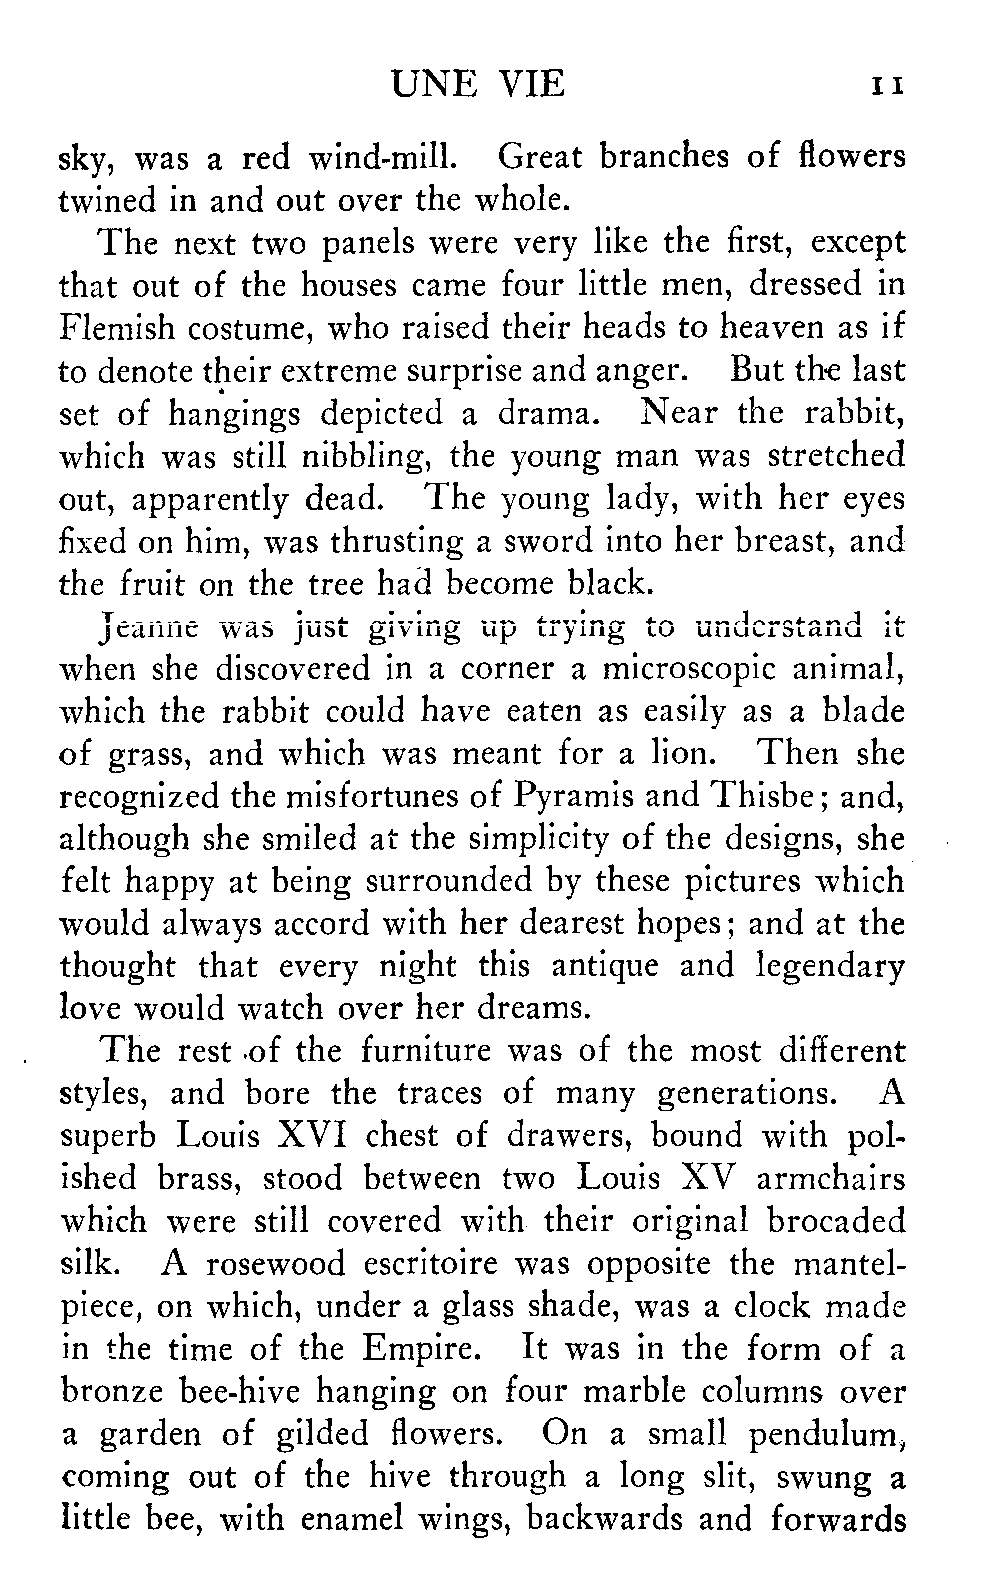 UNE VIE 11
sky, was a red wind-mill. Great branches of flowers
twined in and out over the whole.
The next two panels were very like the first, except
that out of the houses came four little men, dressed in
Flemish costume, who raised their heads to heaven as if
to denote their extreme surprise and anger. But the last
set of hangings depicted a drama. Near the rabbit,
which was still nibbling, the young man was stretched
out, apparently dead. The young lady, with her eyes
fixed on him, was thrusting a sword into her breast, and
the fruit on the tree had become black.
Jeanne was just giving up trying to understand it
when she discovered in a corner a microscopic animal,
which the rabbit could have eaten as easily as a blade
of grass, and which was meant for a lion. Then she
recognized the misfortunes of Pyramis and Thisbe; and,
although she smiled at the simplicity of the designs, she
felt happy at being surrounded by these pictures which
would always accord with her dearest hopes; and at the
thought that every night this antique and legendary
love would watch over her dreams.
The rest of the furniture was of the most different
styles, and bore the traces of many generations. A
superb Louis XVI chest of drawers, bound with pol-
ished brass, stood between two Louis XV armchairs
which were still covered with their original brocaded
silk. A rosewood escritoire was opposite the mantel-
piece, on which, under a glass shade, was a clock made
in the time of the Empire. It was in the form of a
bronze bee-hive hanging on four marble columns over
a garden of gilded flowers. On a small pendulum,
coming out of the hive through a long slit, swung a
little bee, with enamel wings, backwards and forwards